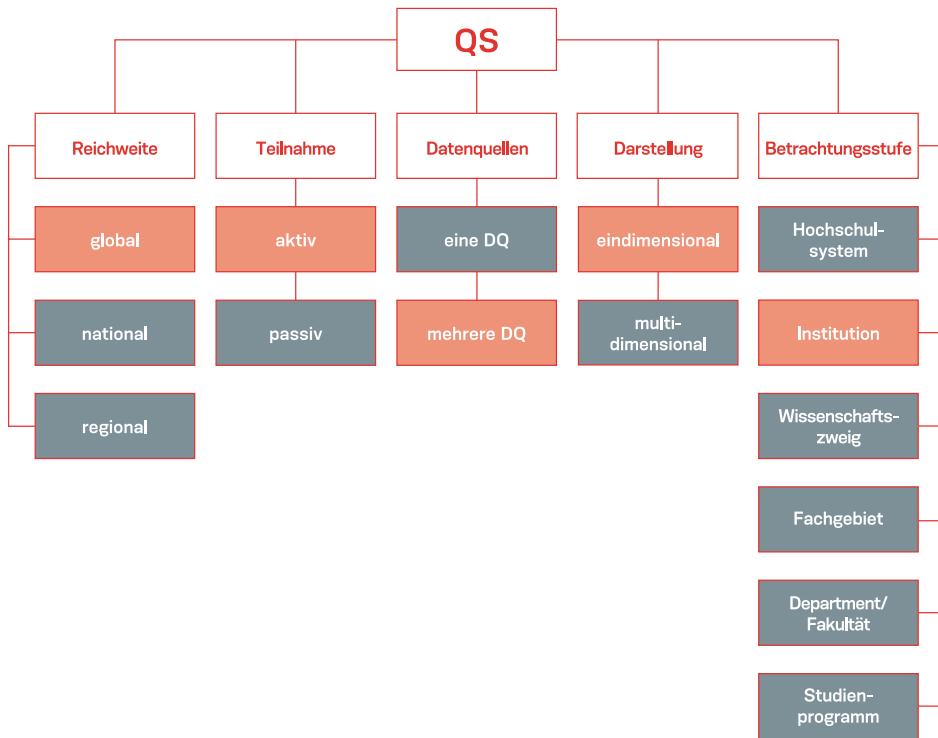 QS
Reichweite
Teilnahme
Datenquellen
Darstellung
Betrachtungsstufe
global
aktiv
eine DQ
eindimensional
Hochschul-
system
national
passiv
mehrere DQ
multi-
dimensional
Institution
regional
Wissenschafts-
zweig
Fachgebiet
Department/
Fakultät
Studien-
programm